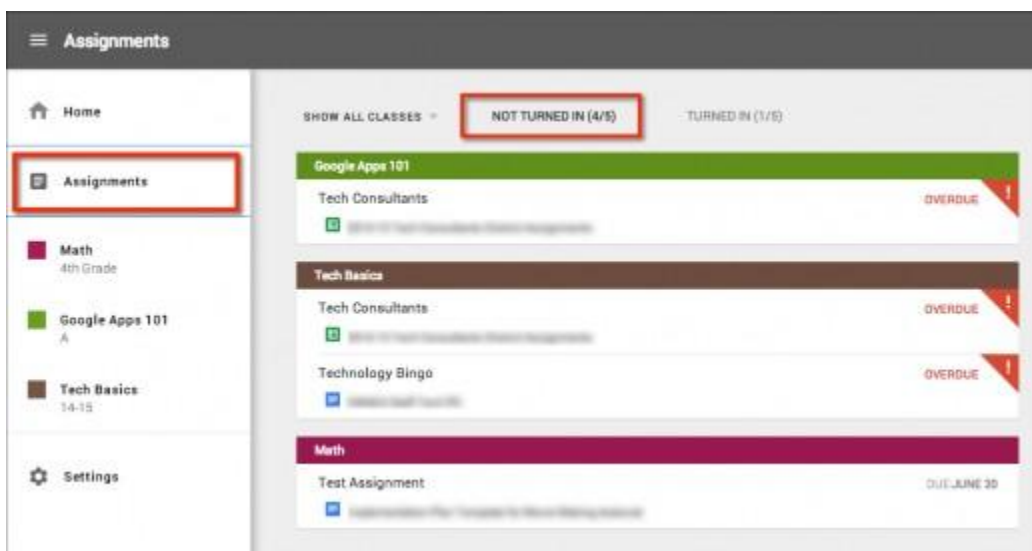 Assignments
Home
Assignments
Math
4th Grade
Google Apps 101
A
Tech Basics
14-15
Settings
SHOW ALL CLASSES
NOT TURNED IN (4/5)
TURNED IN (1/5)
Google Apps 101
Tech Consultants
OVERDUE
Tech Basics
Tech Consultants
OVERDUE
Technology Bingo
OVERDUE
Math
Test Assignment
DUE JUNE 20